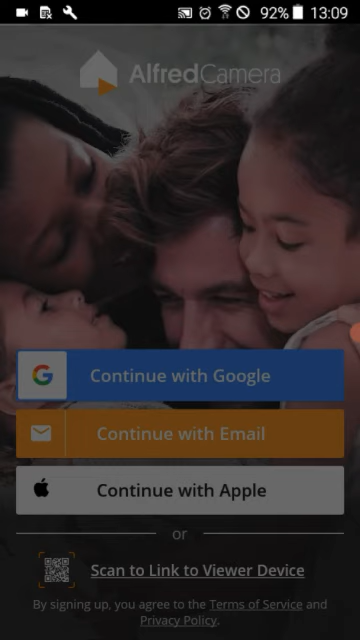 92% 13:09
AlfredCamera
Continue with Google
Continue with Email
Continue with Apple
or
Scan to Link to Viewer Device
By signing up, you agree to the Terms of Service and
Privacy Policy.